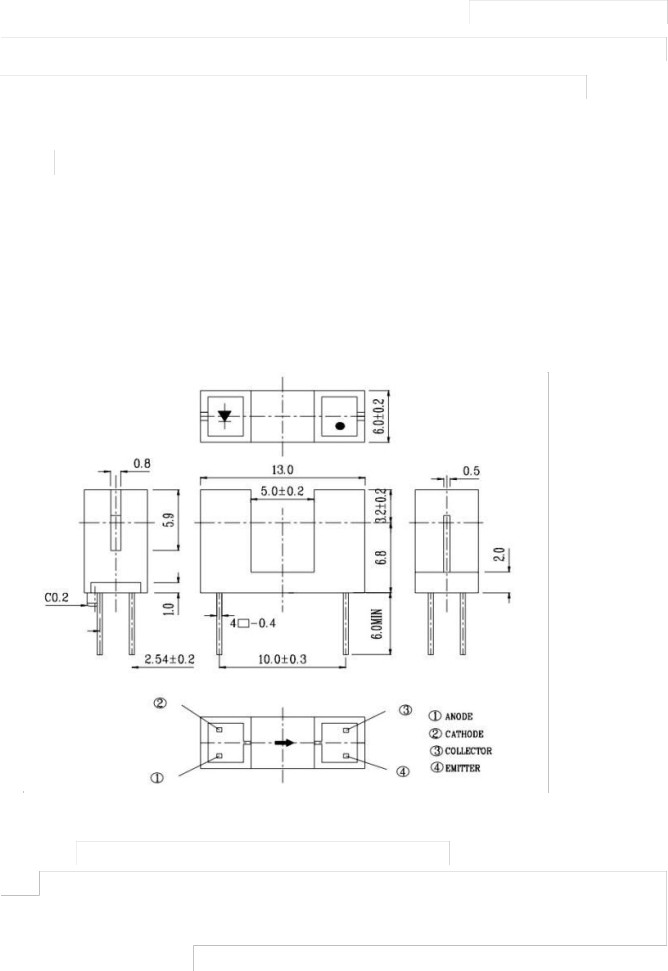 6.0±0.2
0.8
13.0
0.5
5.0±0.2
3.2±0.2
5.9
6.8
2.0
C0.2
1.0
4□-0.4
6.0MIN
2.54±0.2
10.0±0.3
②
③
① ANODE
② CATHODE
③ COLLECTOR
④ EMITTER
①
④